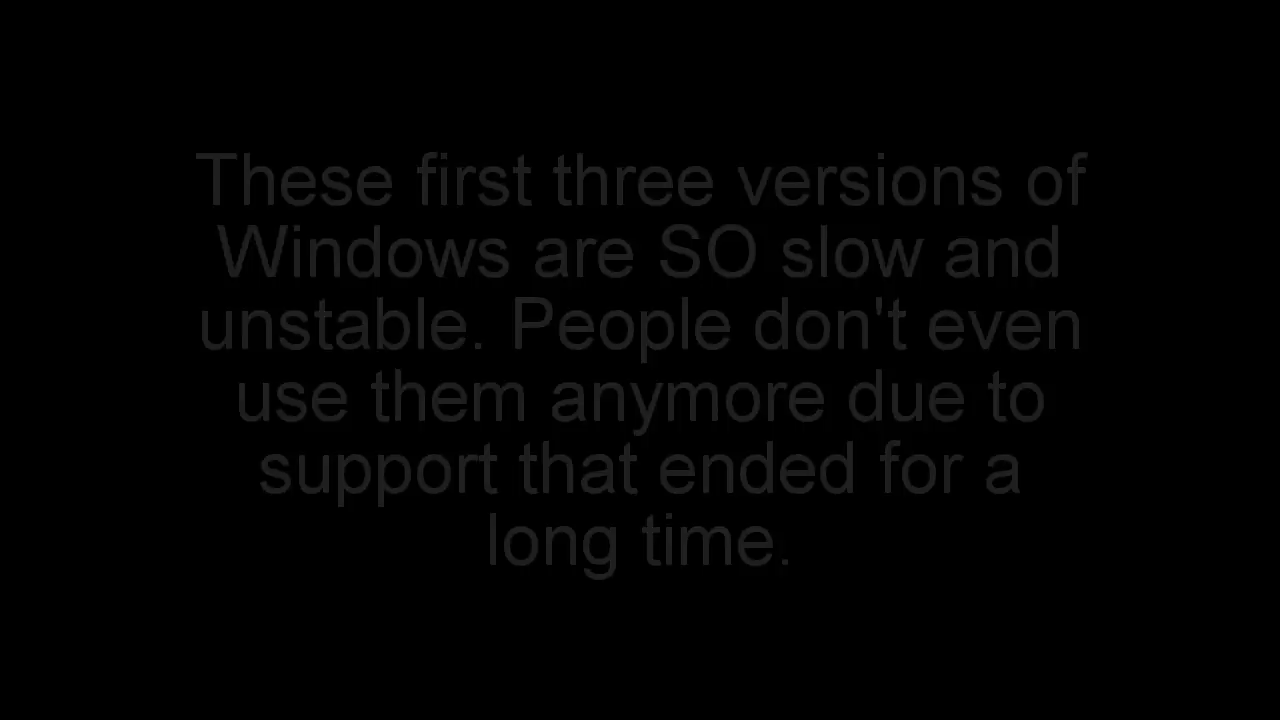 These first three versions of
Windows are SO slow and
unstable. People don't even
use them anymore due to
support that ended for a
long time.